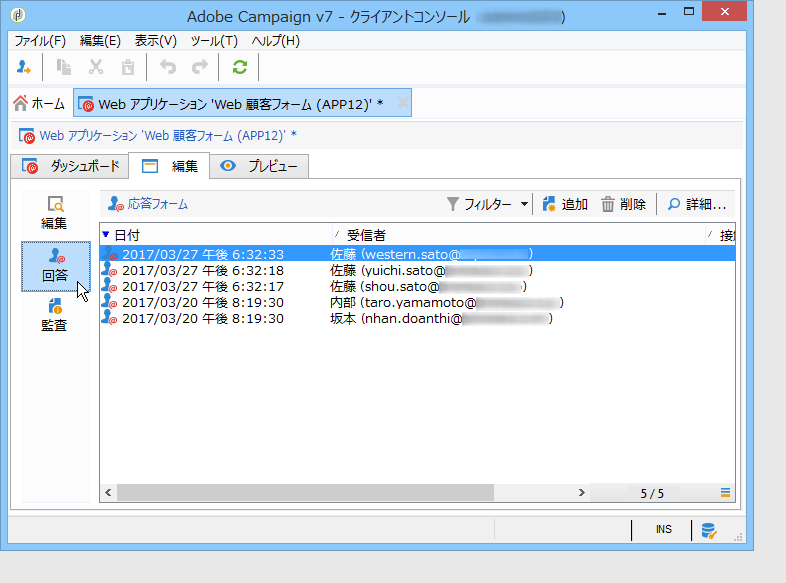 Adobe Campaign v7 - クライアントコンソール )
ファイル(F) 編集(E) 表示(V) ツール(T) ヘルプ(H)
ホーム Web アプリケーション 'Web 顧客フォーム (APP12)' *
Web アプリケーション 'Web 顧客フォーム (APP12)' *
ダッシュボード 編集 プレビュー
編集
回答
監査
応答フォーム フィルター 追加 削除 詳細...
日付 受信者
2017/03/27 午後 6:32:33 佐藤 (western.sato@ )
2017/03/27 午後 6:32:18 佐藤 (yuichi.sato@ )
2017/03/27 午後 6:32:17 佐藤 (shou.sato@ )
2017/03/20 午後 8:19:30 内部 (taro.yamamoto@ )
2017/03/20 午後 8:19:30 坂本 (nhan.doanthi@ )
5 / 5
INS